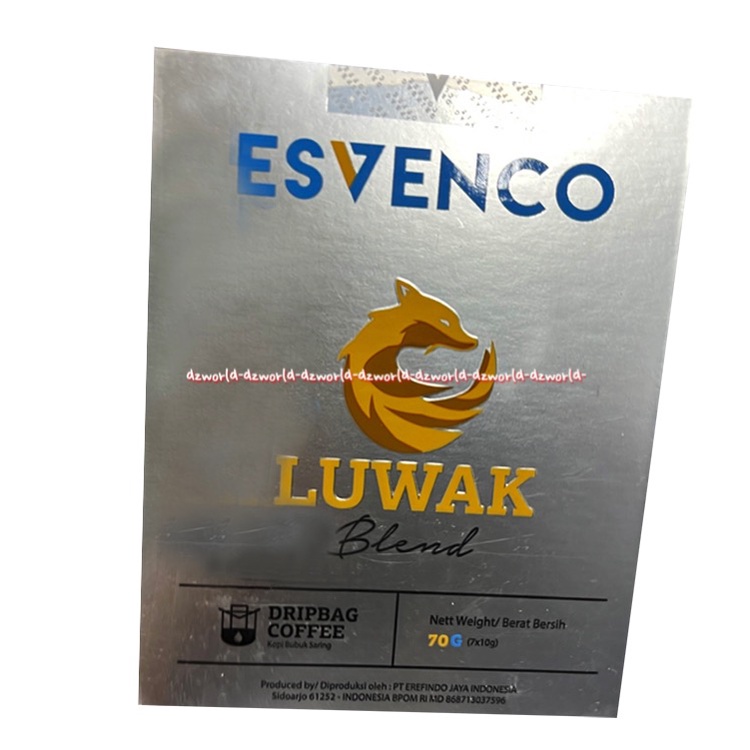 ESVENCO
dzworld-dzworld-dzworld-dzworld-dzworld-dzworld-dzworld-
LUWAK
Blend
DRIPBAG
COFFEE
Kopi Bubuk Saring
Nett Weight/ Berat Bersih
70G (7x10g)
Produced by/ Diproduksi oleh : PT EREFINDO JAYA INDONESIA
Sidoarjo 61252 - INDONESIA BPOM RI MD 868713037596